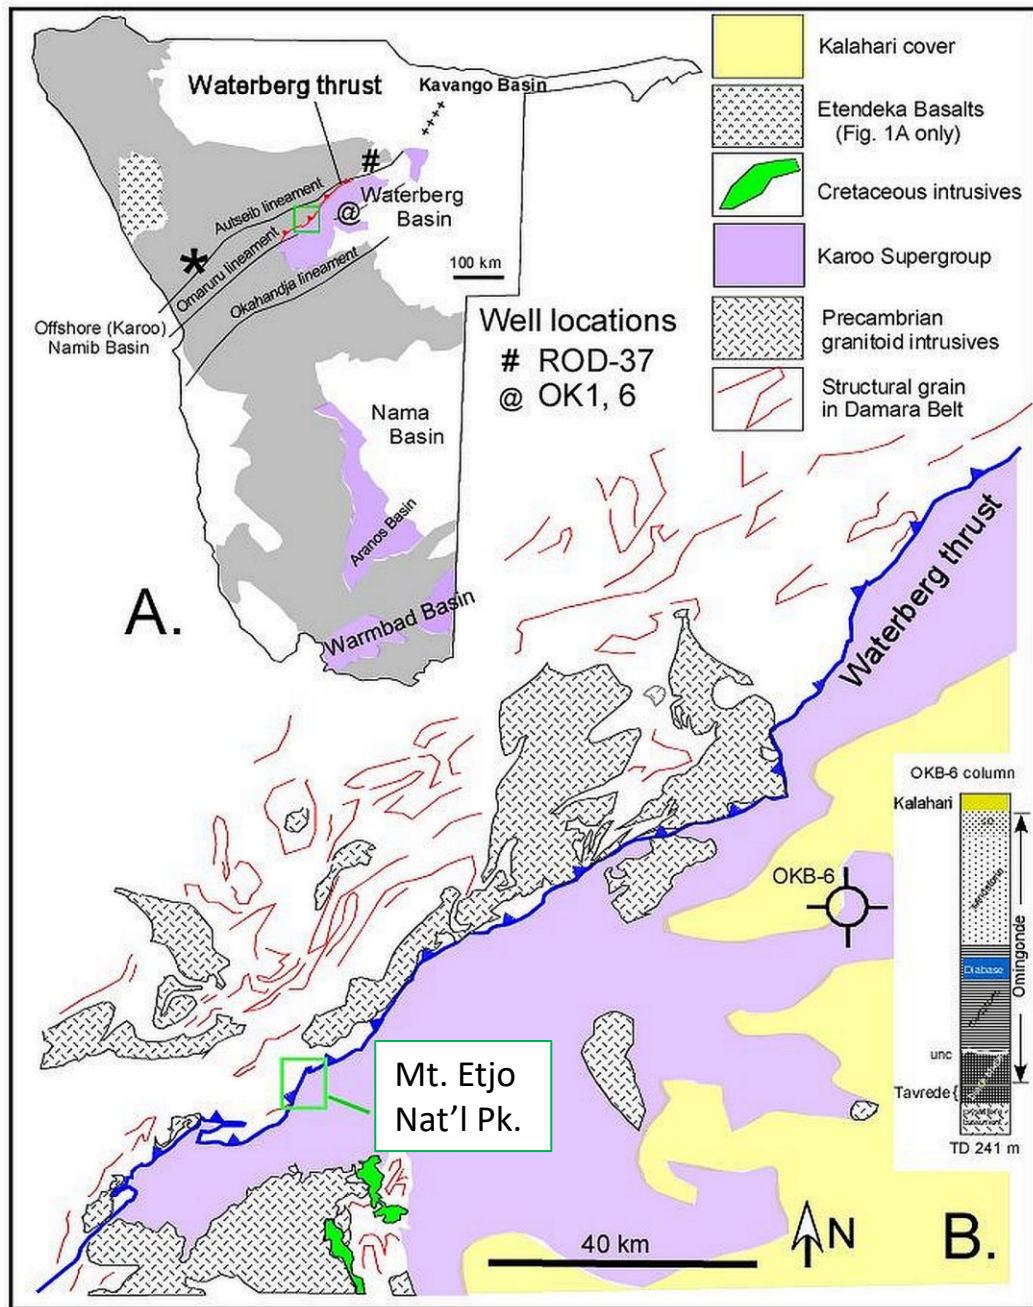 Kalahari cover
Etendeka Basalts
(Fig. 1A only)
Cretaceous intrusives
Karoo Supergroup
Precambrian
granitoid intrusives
Structural grain
in Damara Belt
Waterberg thrust
Kavango Basin
#
Autseib lineament
Waterberg
Basin
@
*
Omaruru lineament
Okahandja lineament
100 km
Offshore (Karoo)
Namib Basin
Well locations
# ROD-37
@ OK1, 6
Nama
Basin
Aranos Basin
Warmbad Basin
A.
Waterberg thrust
OKB-6
OKB-6 column
Kalahari
Diabase
Omingonde
unc
Tavrede {
TD 241 m
Mt. Etjo
Nat'l Pk.
40 km
N
B.